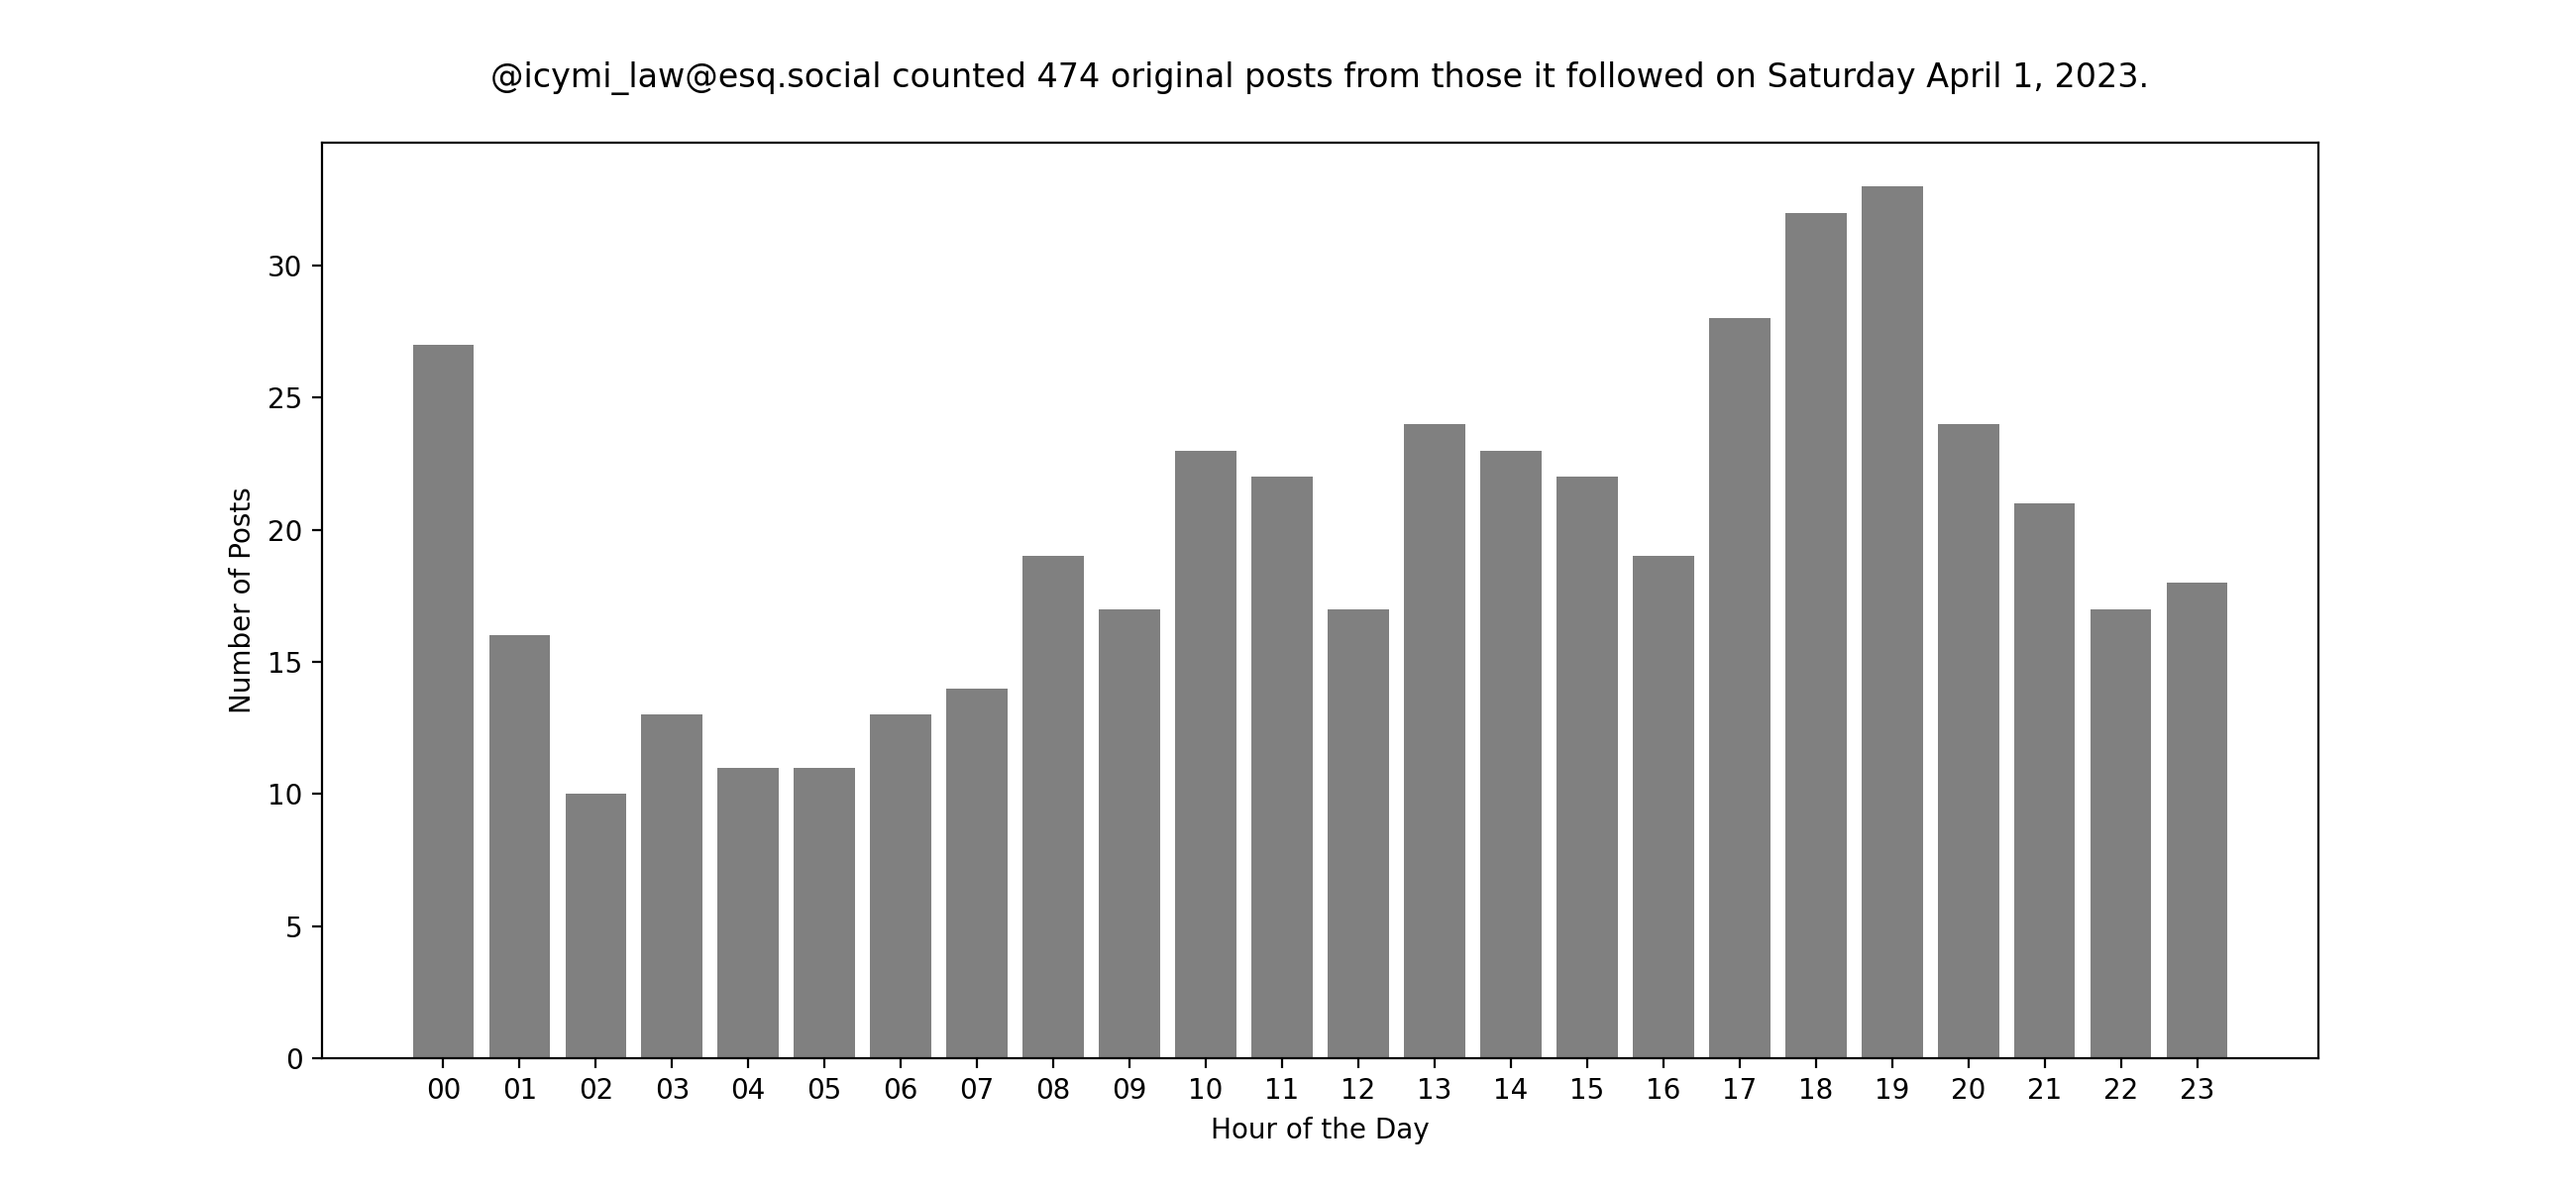 @icymi_law@esq.social counted 474 original posts from those it followed on Saturday April 1, 2023.
30
25
20
15
10
5
0
Number of Posts
00 01 02 03 04 05 06 07 08 09 10 11 12 13 14 15 16 17 18 19 20 21 22 23
Hour of the Day